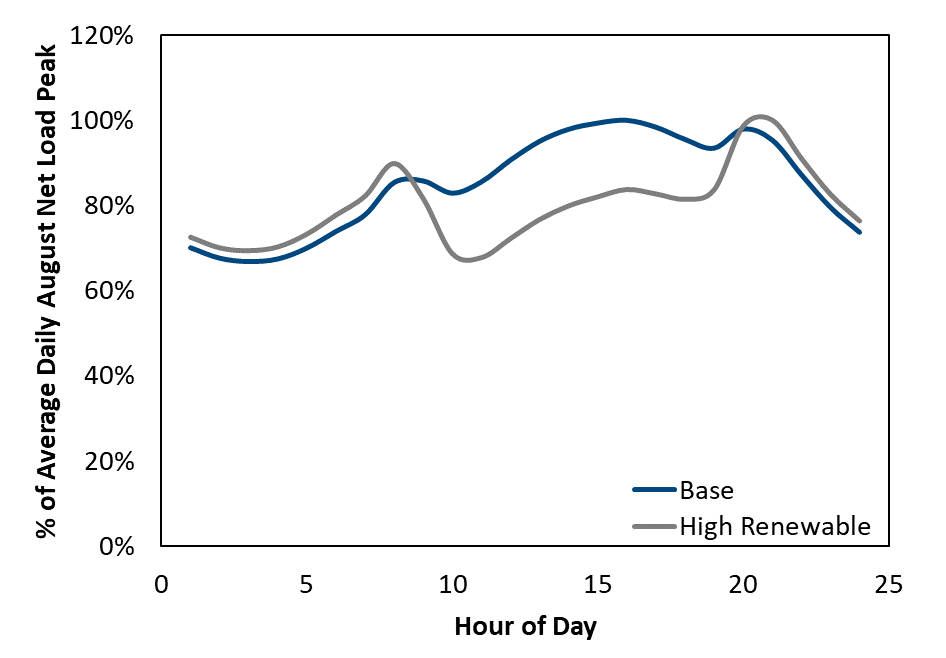 % of Average Daily August Net Load Peak
120%
100%
80%
60%
40%
20%
0%
Base
High Renewable
0 5 10 15 20 25
Hour of Day